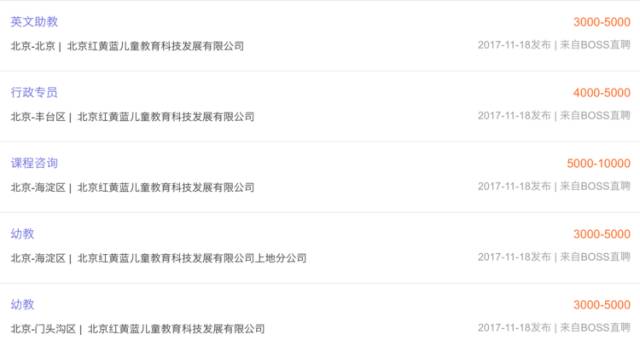 英文助教 3000-5000
北京-北京 | 北京红黄蓝儿童教育科技发展有限公司 2017-11-18发布 | 来自BOSS直聘
行政专员 4000-5000
北京-丰台区 | 北京红黄蓝儿童教育科技发展有限公司 2017-11-18发布 | 来自BOSS直聘
课程咨询 5000-10000
北京-海淀区 | 北京红黄蓝儿童教育科技发展有限公司 2017-11-18发布 | 来自BOSS直聘
幼教 3000-5000
北京-海淀区 | 北京红黄蓝儿童教育科技发展有限公司上地分公司 2017-11-18发布 | 来自BOSS直聘
幼教 3000-5000
北京-门头沟区 | 北京红黄蓝儿童教育科技发展有限公司 2017-11-18发布 | 来自BOSS直聘